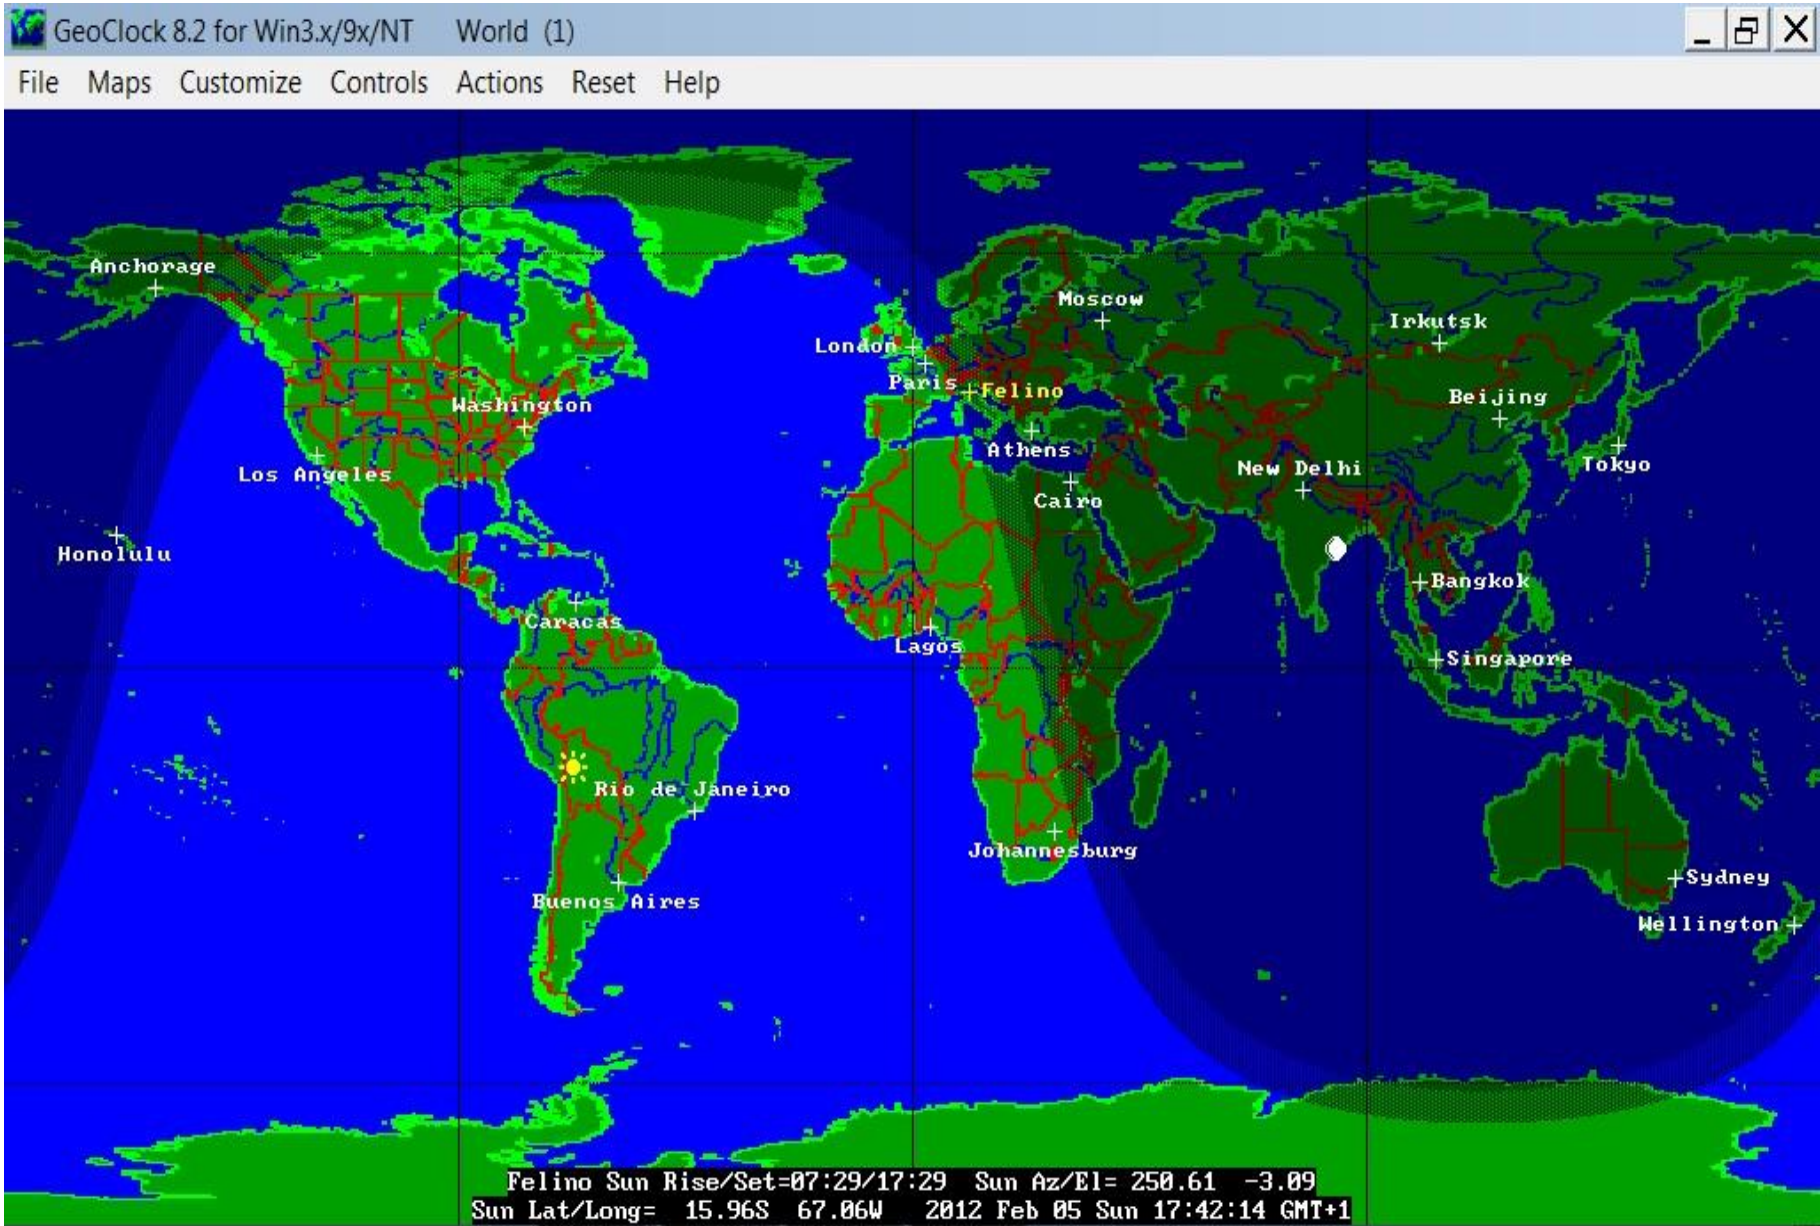 GeoClock 8.2 for Win3.x/9x/NT World (1)
File Maps Customize Controls Actions Reset Help
Anchorage
Moscow
Irkutsk
London
Paris
Felino
Beijing
Washington
Athens
Los Angeles
New Delhi
Tokyo
Cairo
Honolulu
Bangkok
Caracas
Lagos
Singapore
Rio de Janeiro
Johannesburg
Sydney
Buenos Aires
Wellington
Felino Sun Rise/Set=07:29/17:29 Sun Az/El= 250.61 -3.09
Sun Lat/Long= 15.96S 67.06W 2012 Feb 05 Sun 17:42:14 GMT+1